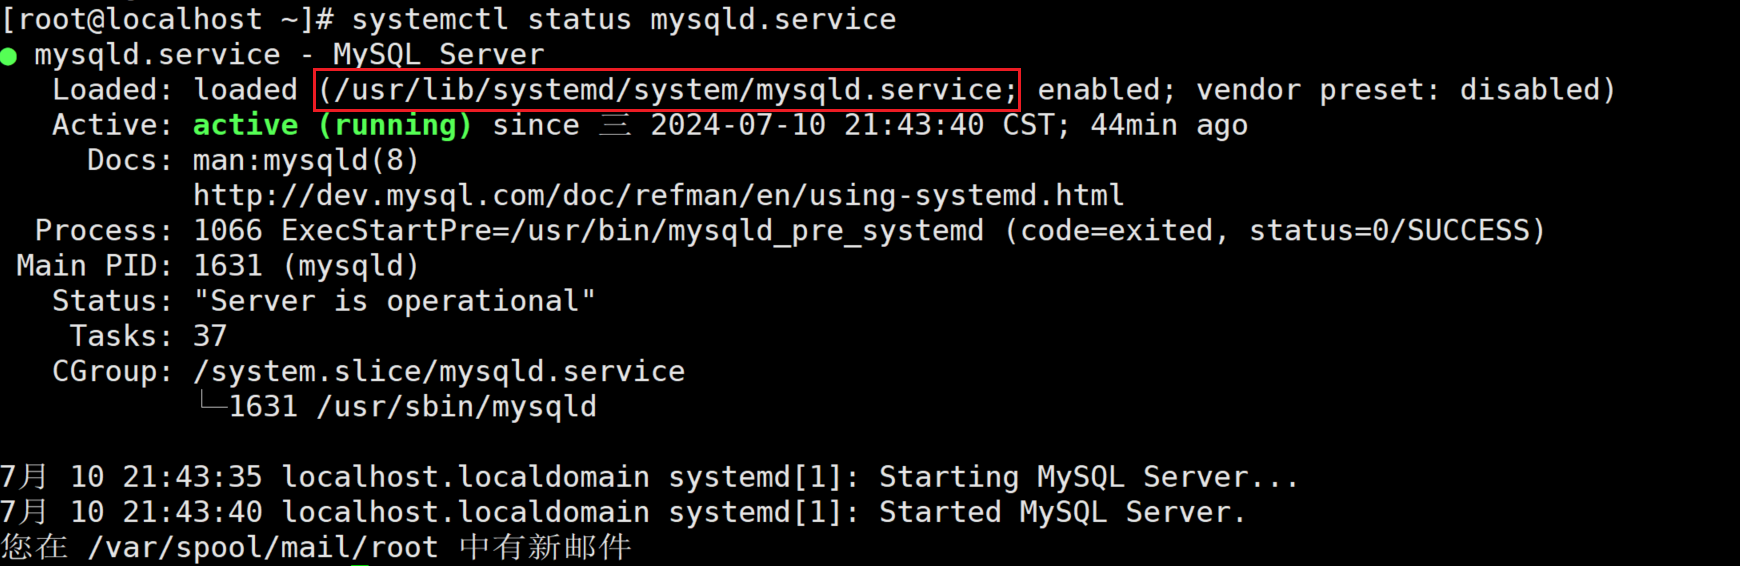 [root@localhost ~]# systemctl status mysqld.service
● mysqld.service - MySQL Server
   Loaded: loaded (/usr/lib/systemd/system/mysqld.service; enabled; vendor preset: disabled)
   Active: active (running) since 三 2024-07-10 21:43:40 CST; 44min ago
     Docs: man:mysqld(8)
           http://dev.mysql.com/doc/refman/en/using-systemd.html
  Process: 1066 ExecStartPre=/usr/bin/mysqld_pre_systemd (code=exited, status=0/SUCCESS)
 Main PID: 1631 (mysqld)
   Status: "Server is operational"
    Tasks: 37
   CGroup: /system.slice/mysqld.service
           └─1631 /usr/sbin/mysqld

7月 10 21:43:35 localhost.localdomain systemd[1]: Starting MySQL Server...
7月 10 21:43:40 localhost.localdomain systemd[1]: Started MySQL Server.
您在 /var/spool/mail/root 中有新邮件